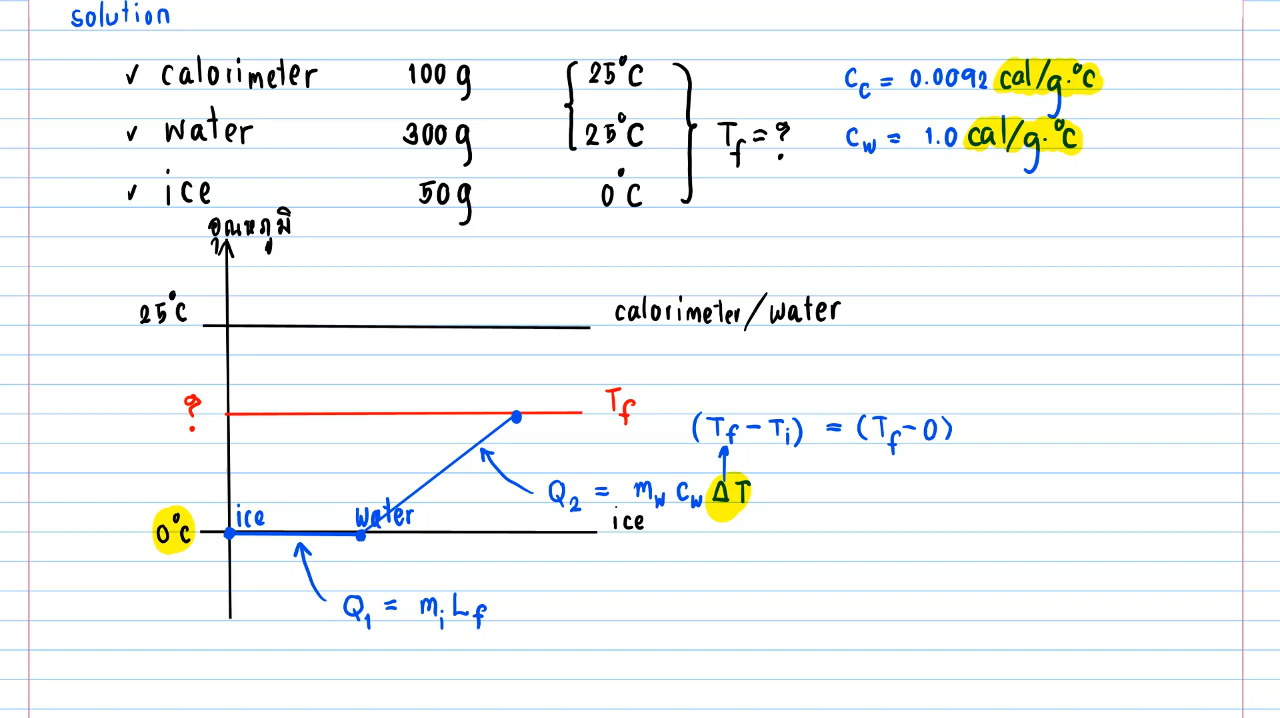 solution
✓ calorimeter 100 g 25°C C_c = 0.0092 cal/g.°C
✓ water 300 g 25°C T_f = ? C_w = 1.0 cal/g.°C
✓ ice 50 g 0°C
อุณหภูมิ
25°C calorimeter/water
? T_f
(T_f - T_i) = (T_f - 0)
Q_2 = m_w C_w ΔT
0°C ice water ice
Q_1 = m_i L_f